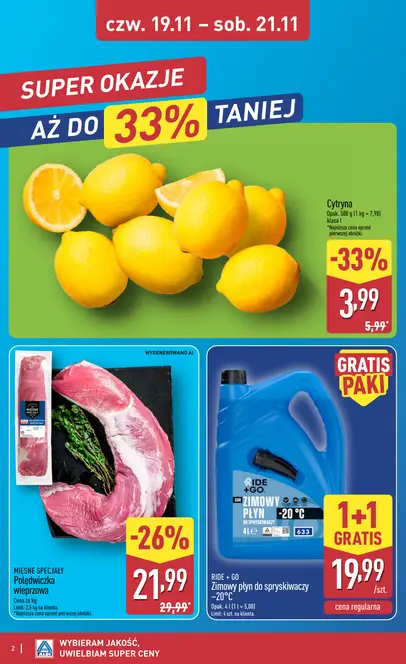 czw. 19.11 – sob. 21.11
SUPER OKAZJE
AŻ DO 33% TANIEJ
Cytryna
Opak. 500 g (1 kg = 7,98)
klasa I
*Najniższa cena sprzed
pierwszej obniżki.
-33%
3,99
5,99*
WYGENEROWANO AI
MIĘSNE SPECJAŁY
Polędwiczka
wieprzowa
Cena za kg
Limit: 2,5 kg na klienta.
*Najniższa cena sprzed pierwszej obniżki.
-26%
21,99
29,99*
GRATIS
PAKI
RIDE
+GO
ZIMOWY
PŁYN
-20°C
DO SPRYSKIWACZY
4L
633
1+1
GRATIS
19,99
/szt.
cena regularna
RIDE + GO
Zimowy płyn do spryskiwaczy
–20°C
Opak. 4 l (1 l = 5,00)
Limit: 4 szt. na klienta.
2
ALDI
WYBIERAM JAKOŚĆ,
UWIELBIAM SUPER CENY